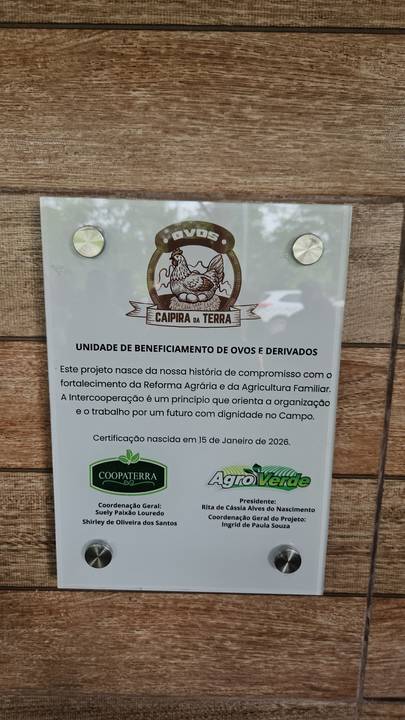 OVOS
CAIPIRA DA TERRA
UNIDADE DE BENEFICIAMENTO DE OVOS E DERIVADOS
Este projeto nasce da nossa história de compromisso com o
fortalecimento da Reforma Agrária e da Agricultura Familiar.
A Intercooperação é um princípio que orienta a organização
e o trabalho por um futuro com dignidade no Campo.
Certificação nascida em 15 de Janeiro de 2026.
COOPATERRA
Coordenação Geral:
Suely Paixão Louredo
Shirley de Oliveira dos Santos
Agro Verde
Presidente:
Rita de Cássia Alves do Nascimento
Coordenação Geral do Projeto:
Ingrid de Paula Souza